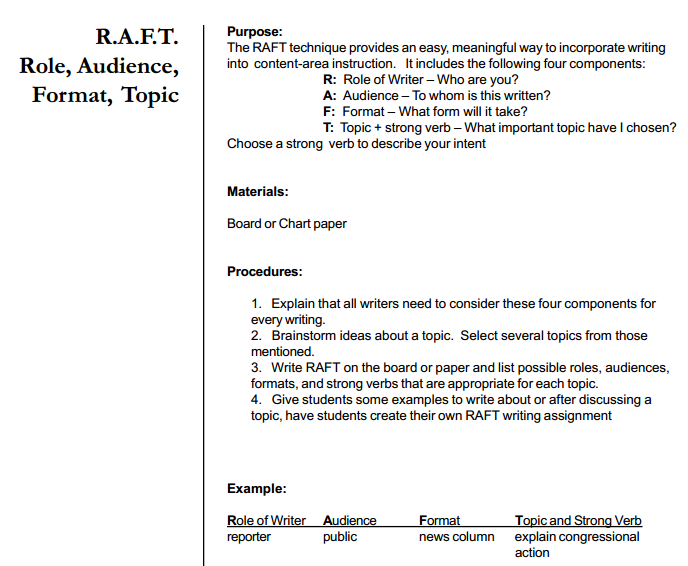 R.A.F.T.
Role, Audience,
Format, Topic
Purpose:
The RAFT technique provides an easy, meaningful way to incorporate writing
into content-area instruction. It includes the following four components:
R: Role of Writer – Who are you?
A: Audience – To whom is this written?
F: Format – What form will it take?
T: Topic + strong verb – What important topic have I chosen?
Choose a strong verb to describe your intent
Materials:
Board or Chart paper
Procedures:
1. Explain that all writers need to consider these four components for
every writing.
2. Brainstorm ideas about a topic. Select several topics from those
mentioned.
3. Write RAFT on the board or paper and list possible roles, audiences,
formats, and strong verbs that are appropriate for each topic.
4. Give students some examples to write about or after discussing a
topic, have students create their own RAFT writing assignment
Example:
Role of Writer Audience Format Topic and Strong Verb
reporter public news column explain congressional
action